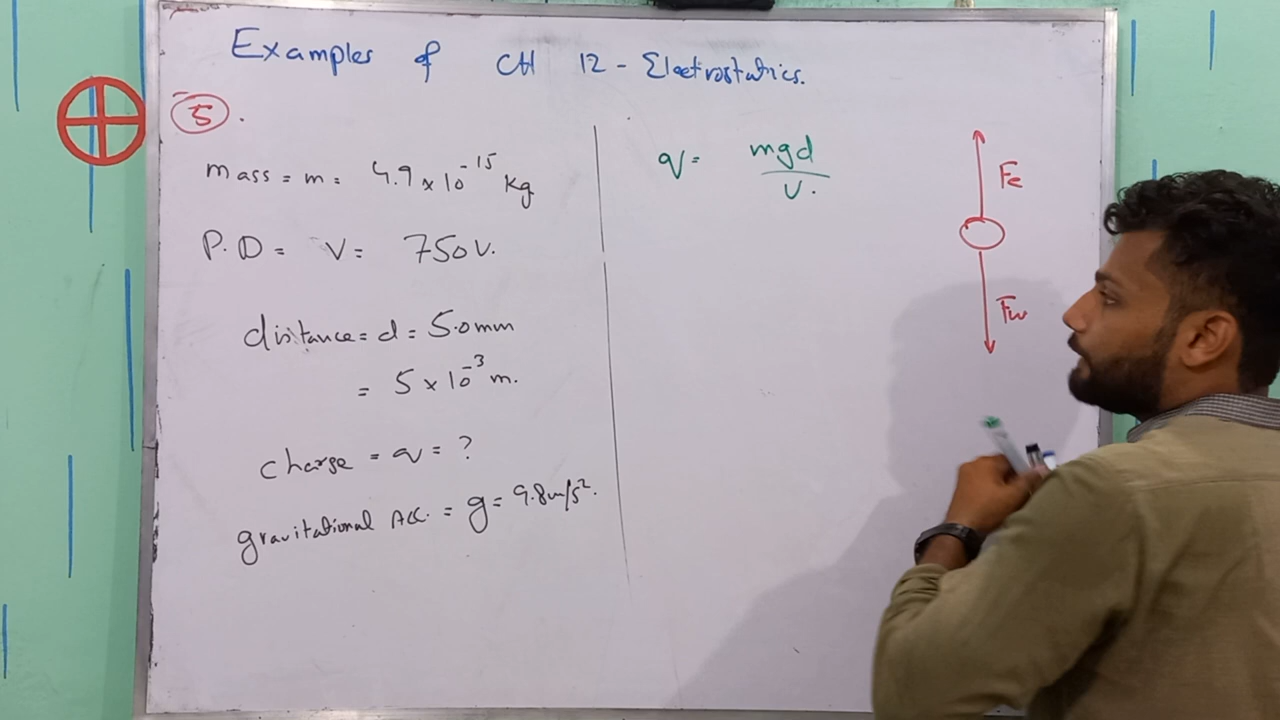 Examples of CH 12 - Electrostatics.
5.
mass = m = 4.9 x 10⁻¹⁵ Kg
P.D = V = 750V.
distance = d = 5.0mm
= 5 x 10⁻³ m.
charge = q = ?
gravitational Acc. = g = 9.8m/s².
q = mgd
V.
Fe
Fw